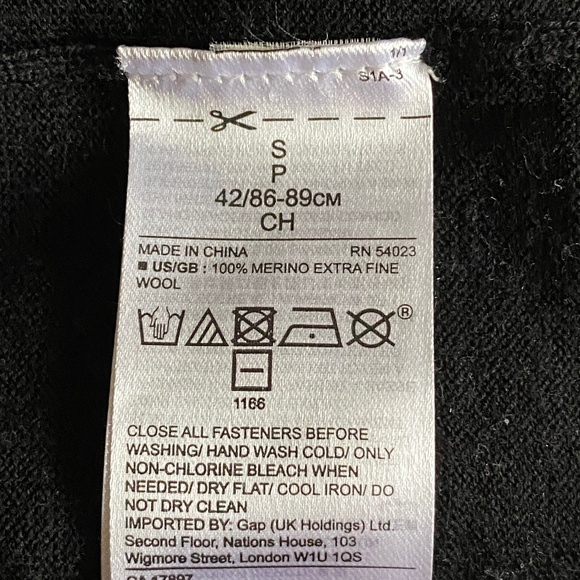 1/1
S1A-3
S
P
42/86-89CM
CH
MADE IN CHINA RN 54023
US/GB : 100% MERINO EXTRA FINE
WOOL
®
1166
CLOSE ALL FASTENERS BEFORE
WASHING/ HAND WASH COLD/ ONLY
NON-CHLORINE BLEACH WHEN
NEEDED/ DRY FLAT/ COOL IRON/ DO
NOT DRY CLEAN
IMPORTED BY: Gap (UK Holdings) Ltd.
Second Floor, Nations House, 103
Wigmore Street, London W1U 1QS
CA 17897